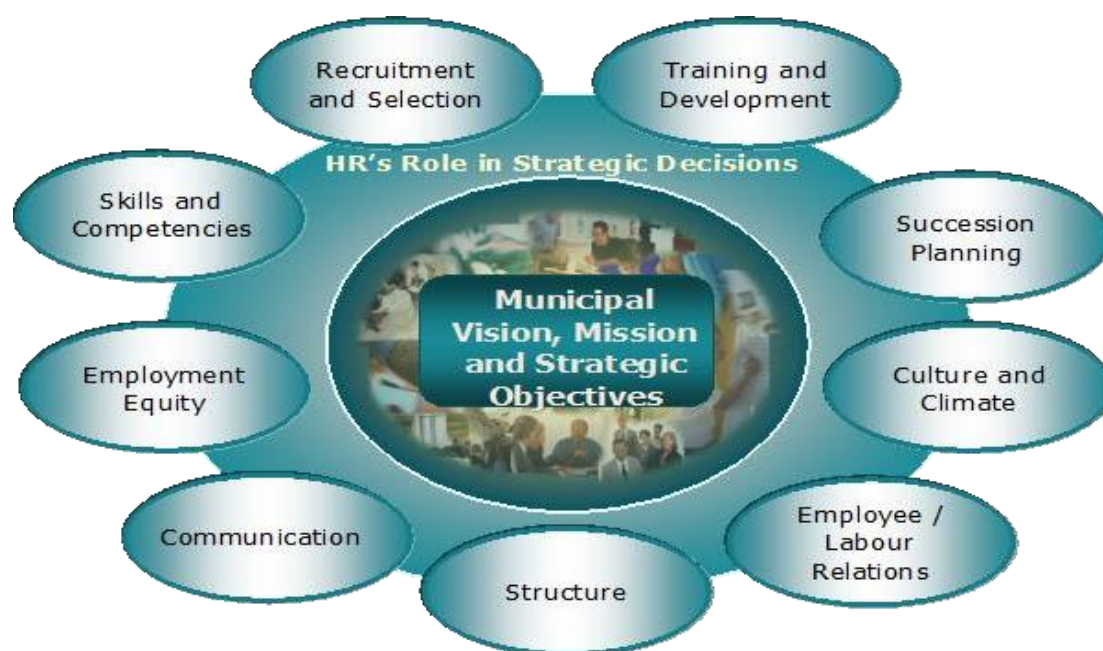 Recruitment
and Selection
Training and
Development
HR's Role in Strategic Decisions
Skills and
Competencies
Succession
Planning
Municipal
Vision, Mission
and Strategic
Objectives
Employment
Equity
Culture and
Climate
Communication
Structure
Employee /
Labour
Relations